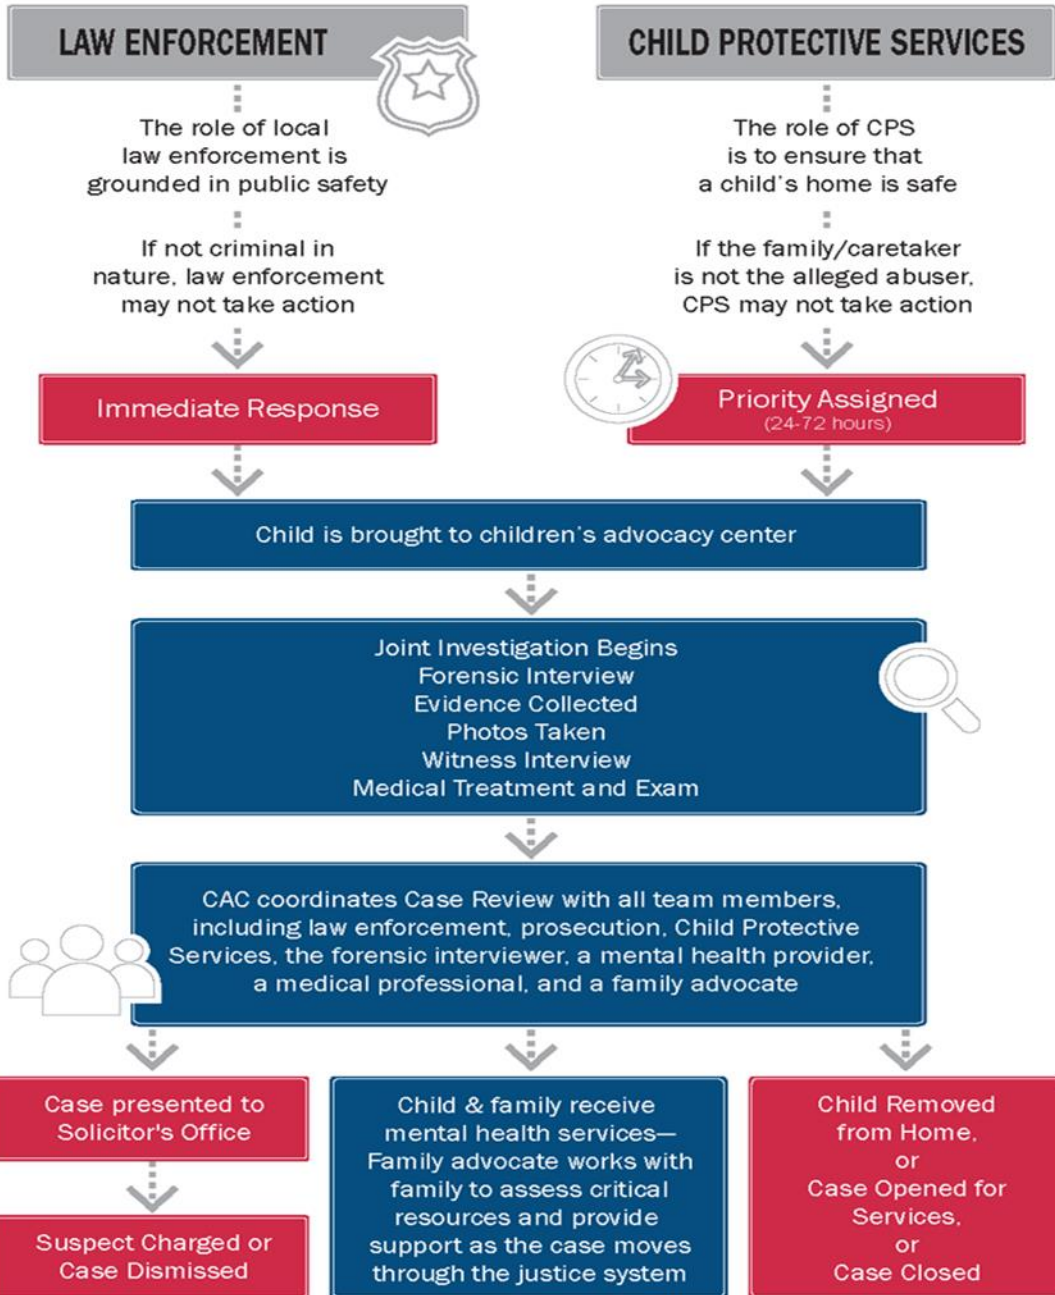 LAW ENFORCEMENT
The role of local
law enforcement is
grounded in public safety
If not criminal in
nature, law enforcement
may not take action
Immediate Response
CHILD PROTECTIVE SERVICES
The role of CPS
is to ensure that
a child's home is safe
If the family/caretaker
is not the alleged abuser,
CPS may not take action
Priority Assigned
(24-72 hours)
Child is brought to children's advocacy center
Joint Investigation Begins
Forensic Interview
Evidence Collected
Photos Taken
Witness Interview
Medical Treatment and Exam
CAC coordinates Case Review with all team members,
including law enforcement, prosecution, Child Protective
Services, the forensic interviewer, a mental health provider,
a medical professional, and a family advocate
Case presented to
Solicitor's Office
Suspect Charged or
Case Dismissed
Child & family receive
mental health services—
Family advocate works with
family to assess critical
resources and provide
support as the case moves
through the justice system
Child Removed
from Home,
or
Case Opened for
Services,
or
Case Closed